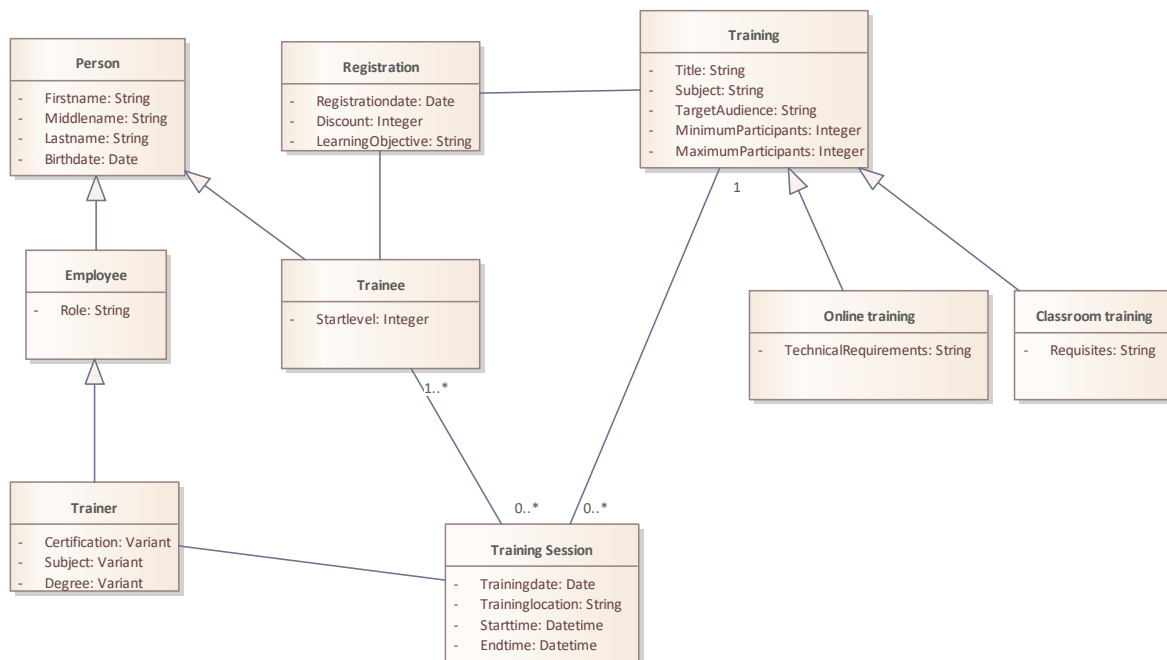 Person
- Firstname: String
- Middlename: String
- Lastname: String
- Birthdate: Date
Registration
- Registrationdate: Date
- Discount: Integer
- LearningObjective: String
Training
- Title: String
- Subject: String
- TargetAudience: String
- MinimumParticipants: Integer
- MaximumParticipants: Integer
1
Employee
- Role: String
Trainee
- Startlevel: Integer
Online training
- TechnicalRequirements: String
Classroom training
- Requisites: String
1..*
Trainer
- Certification: Variant
- Subject: Variant
- Degree: Variant
0..*
0..*
Training Session
- Trainingdate: Date
- Traininglocation: String
- Starttime: Datetime
- Endtime: Datetime